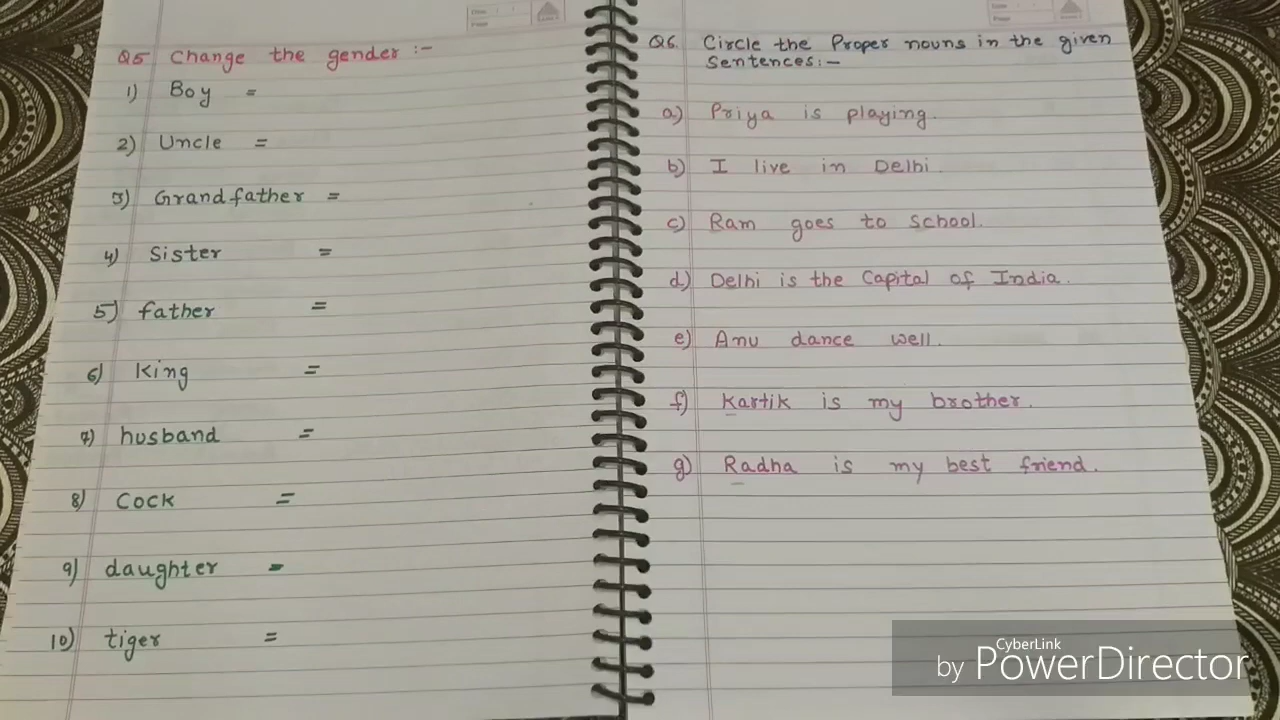 Q5 Change the gender :-
1) Boy =
2) Uncle =
3) Grandfather =
4) Sister =
5) father =
6) King =
7) husband =
8) Cock =
9) daughter =
10) tiger =
Q6. Circle the Proper nouns in the given
Sentences:-
a) Priya is playing.
b) I live in Delhi.
c) Ram goes to School.
d) Delhi is the Capital of India.
e) Anu dance well.
f) Kartik is my brother.
g) Radha is my best friend.
CyberLink
by PowerDirector